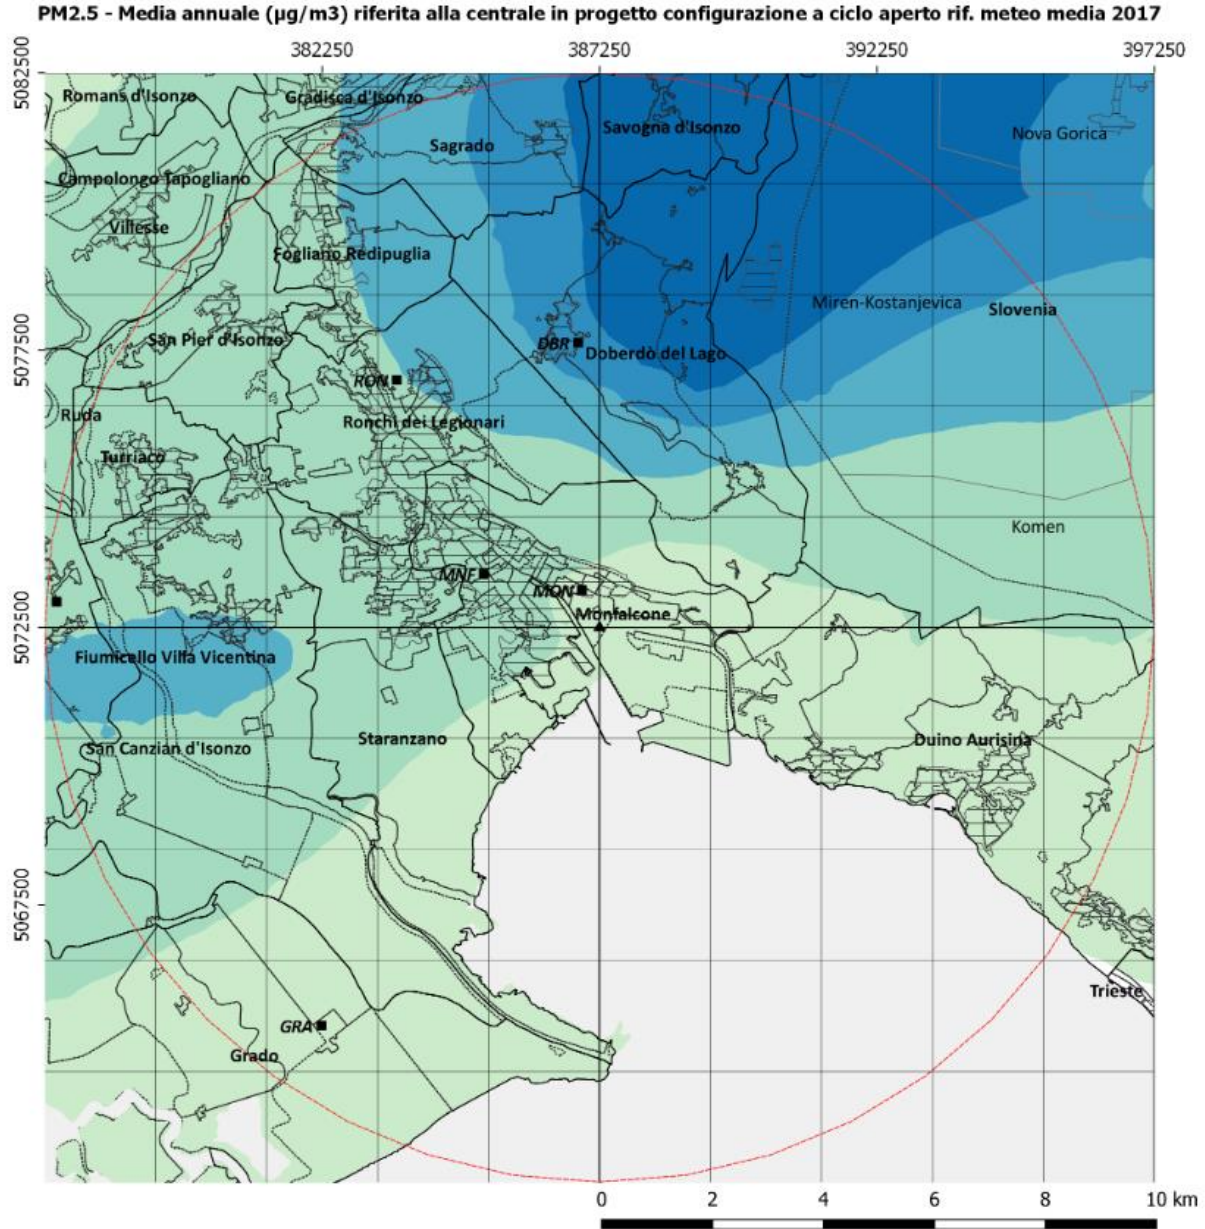 PM2.5 - Media annuale (µg/m3) riferita alla centrale in progetto configurazione a ciclo aperto rif. meteo media 2017
382250 387250 392250 397250
5082500
Romans d'Isonzo
Gradisca d'Isonzo
Savogna d'Isonzo
Nova Gorica
Sagrado
Campolongo Tapogliano
Villesse
Fogliano Redipuglia
Miren-Kostanjevica
Slovenia
San Pier d'Isonzo
DBR
Doberdò del Lago
5077500
RON
Ruda
Ronchi dei Legionari
Turriaco
Komen
MNF
MON
Monfalcone
5072500
Fiumicello Villa Vicentina
San Canzian d'Isonzo
Staranzano
Duino Aurisina
5067500
Trieste
GRA
Grado
0 2 4 6 8 10 km